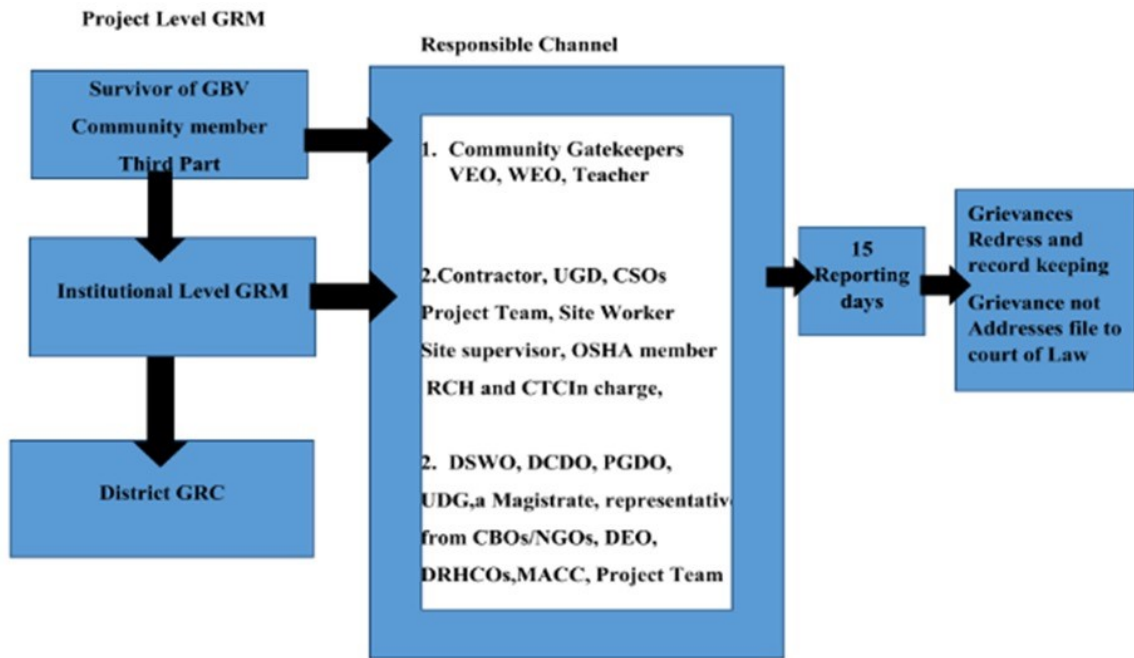 Project Level GRM
Survivor of GBV
Community member
Third Part
Institutional Level GRM
District GRC
Responsible Channel
1. Community Gatekeepers
VEO, WEO, Teacher
2.Contractor, UGD, CSOs
Project Team, Site Worker
Site supervisor, OSHA member
RCH and CTCIn charge,
2. DSWO, DCDO, PGDO,
UDG,a Magistrate, representativ
from CBOs/NGOs, DEO,
DRHCOs,MACC, Project Team
15
Reporting
days
Grievances
Redress and
record keeping
Grievance not
Addresses file to
court of Law